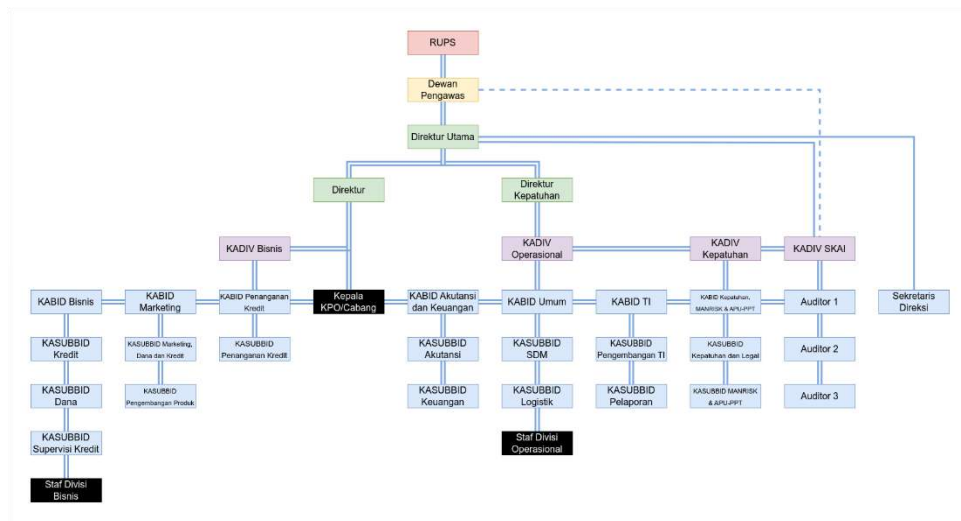 RUPS
Dewan
Pengawas
Direktur Utama
Direktur
Direktur
Kepatuhan
KADIV Bisnis
KADIV
Operasional
KADIV
Kepatuhan
KADIV SKAI
KABID Bisnis
KABID
Marketing
KABID Penanganan
Kredit
Kepala
KPO/Cabang
KABID Akutansi
dan Keuangan
KABID Umum
KABID TI
KABID Kepatuhan,
MANRISK & APU-PPT
Auditor 1
Sekretaris
Direksi
KASUBBID
Kredit
KASUBBID Marketing,
Dana dan Kredit
KASUBBID
Penanganan Kredit
KASUBBID
Akutansi
KASUBBID
SDM
KASUBBID
Pengembangan TI
KASUBBID
Kepatuhan dan Legal
Auditor 2
KASUBBID
Dana
KASUBBID
Pengembangan Produk
KASUBBID
Keuangan
KASUBBID
Logistik
KASUBBID
Pelaporan
KASUBBID MANRISK
& APU-PPT
Auditor 3
KASUBBID
Supervisi Kredit
Staf Divisi
Operasional
Staf Divisi
Bisnis